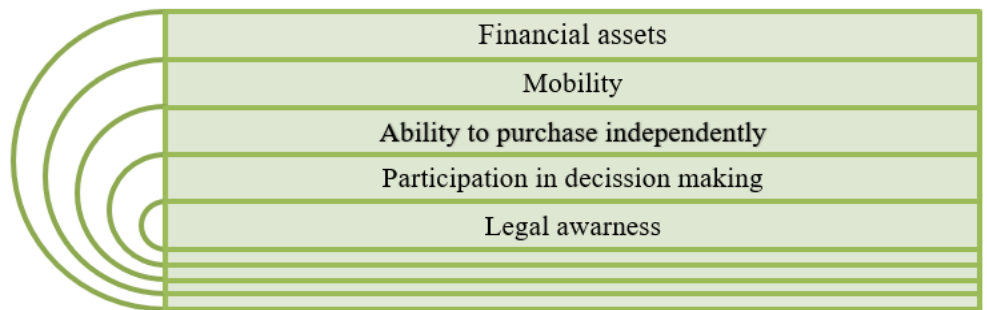 Financial assets
Mobility
Ability to purchase independently
Participation in decission making
Legal awarness